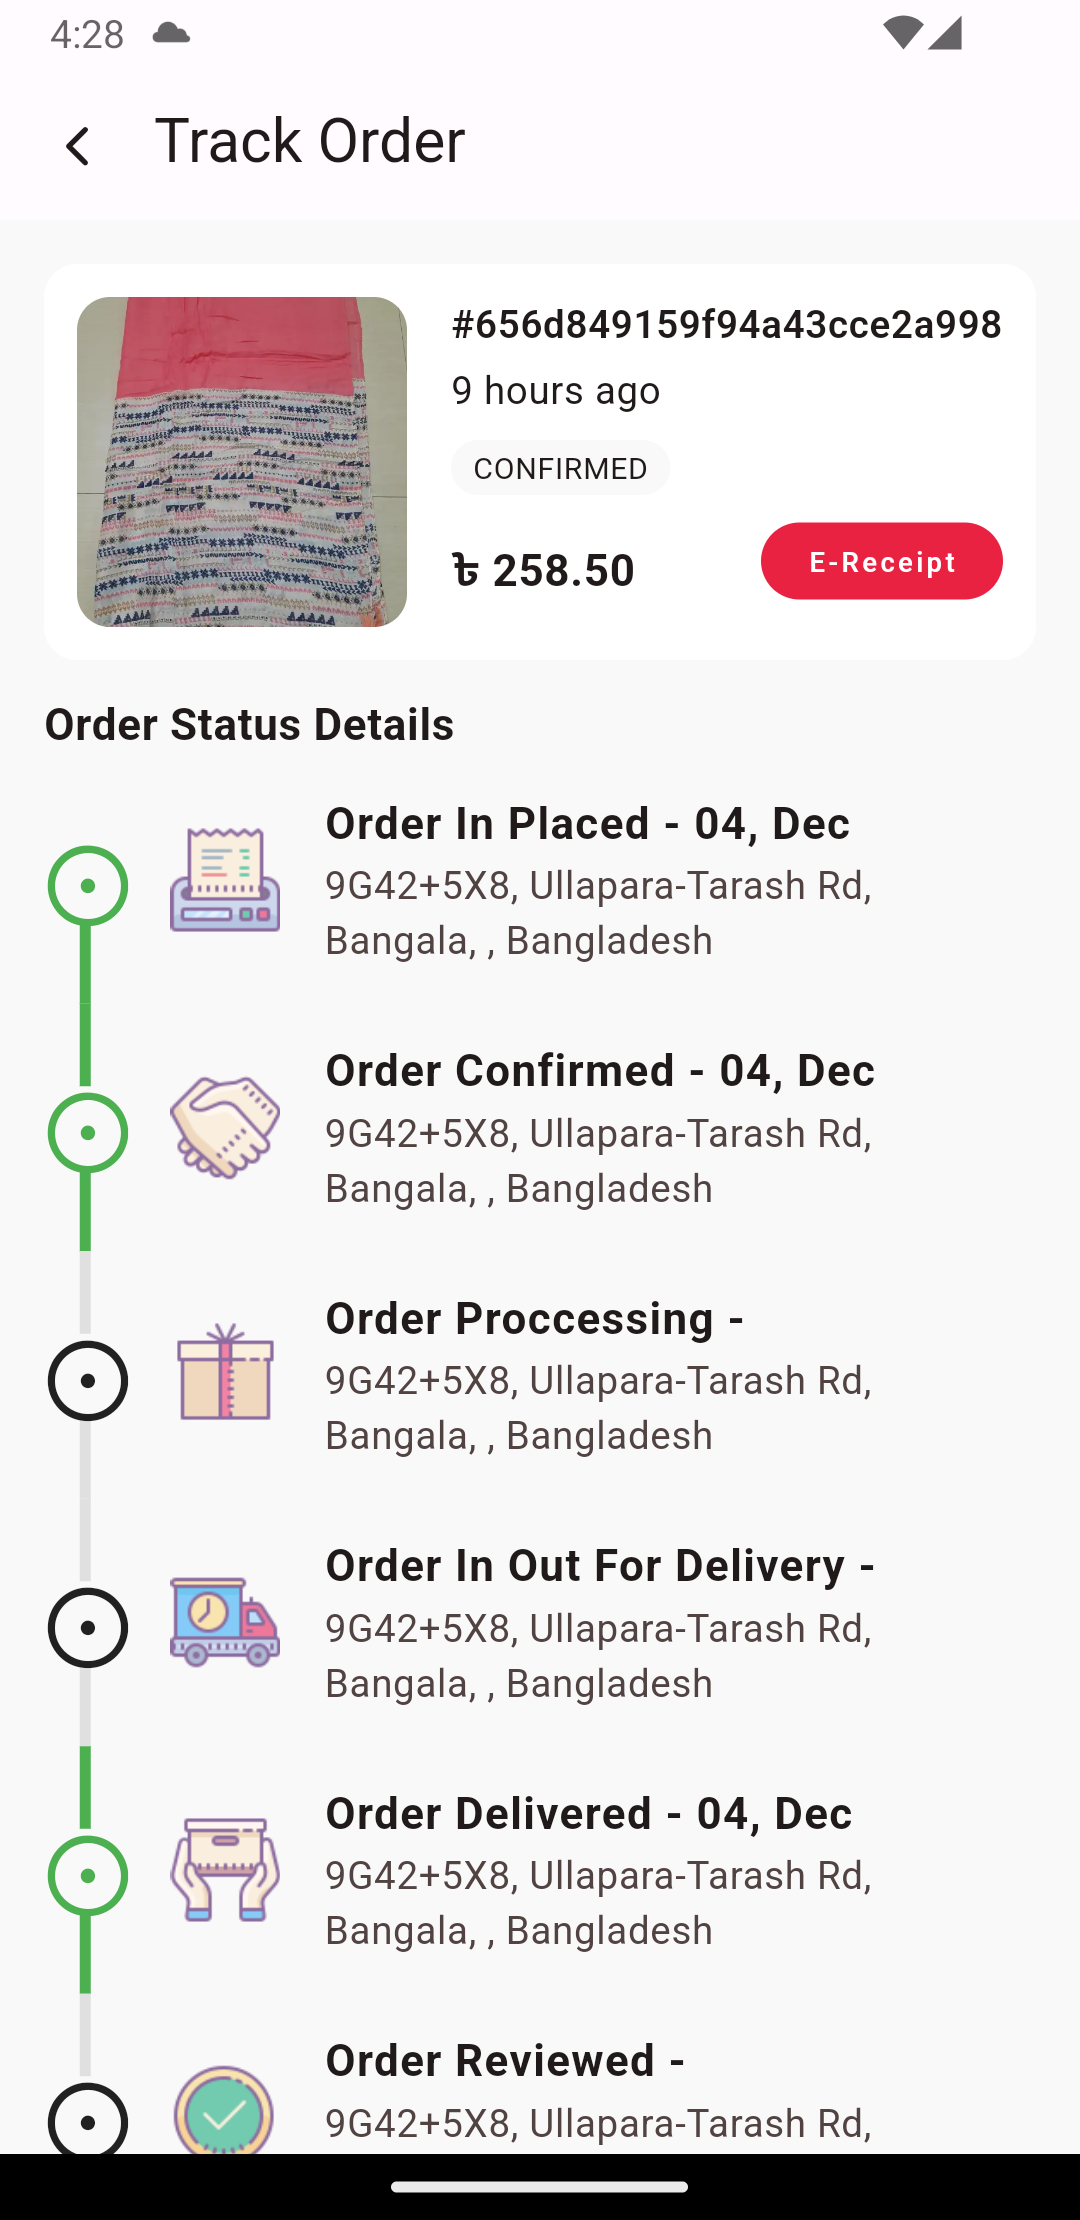 4:28
Track Order
#656d849159f94a43cce2a998
9 hours ago
CONFIRMED
৳ 258.50
E-Receipt
Order Status Details
Order In Placed - 04, Dec
9G42+5X8, Ullapara-Tarash Rd,
Bangala, , Bangladesh
Order Confirmed - 04, Dec
9G42+5X8, Ullapara-Tarash Rd,
Bangala, , Bangladesh
Order Proccessing -
9G42+5X8, Ullapara-Tarash Rd,
Bangala, , Bangladesh
Order In Out For Delivery -
9G42+5X8, Ullapara-Tarash Rd,
Bangala, , Bangladesh
Order Delivered - 04, Dec
9G42+5X8, Ullapara-Tarash Rd,
Bangala, , Bangladesh
Order Reviewed -
9G42+5X8, Ullapara-Tarash Rd,